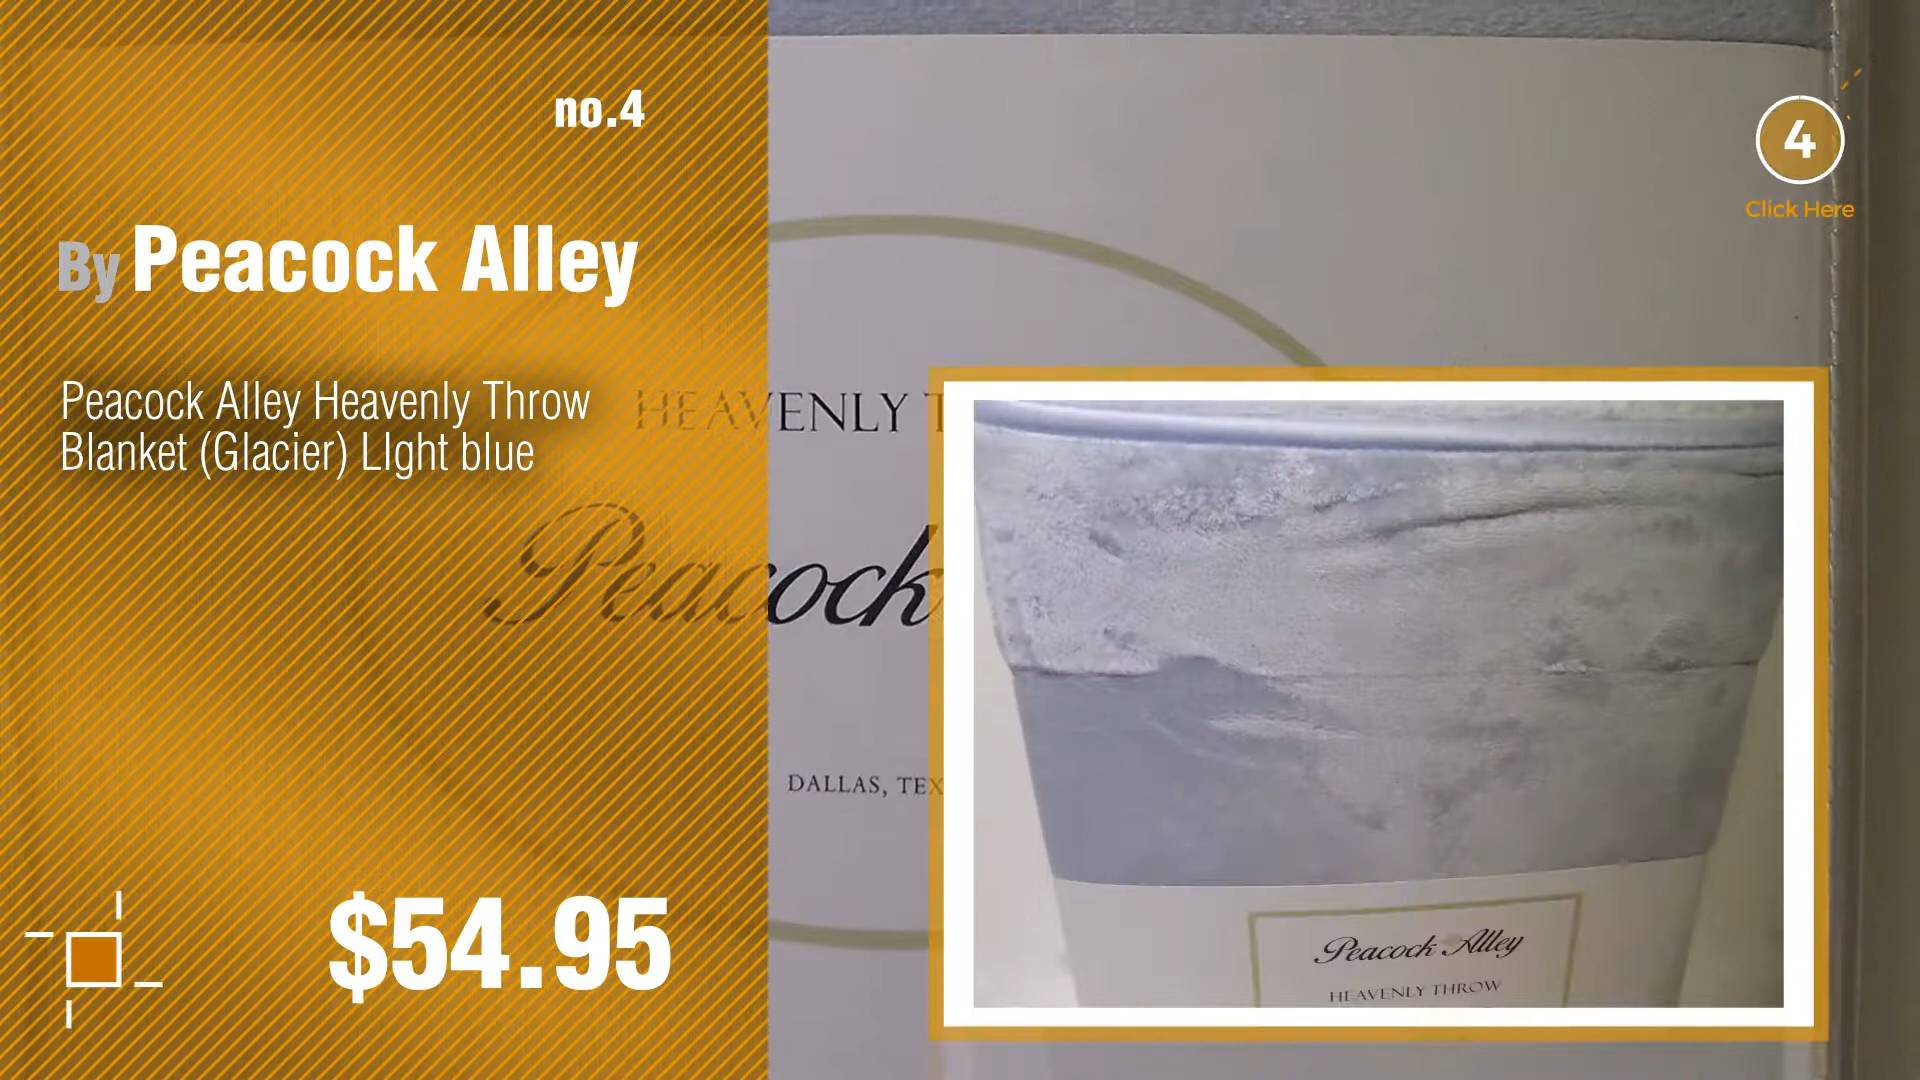 no.4
4
Click Here
By Peacock Alley
Peacock Alley Heavenly Throw
Blanket (Glacier) LIght blue
HEAVENLY T
Peacock
DALLAS, TEX
$54.95
Peacock Alley
HEAVENLY THROW